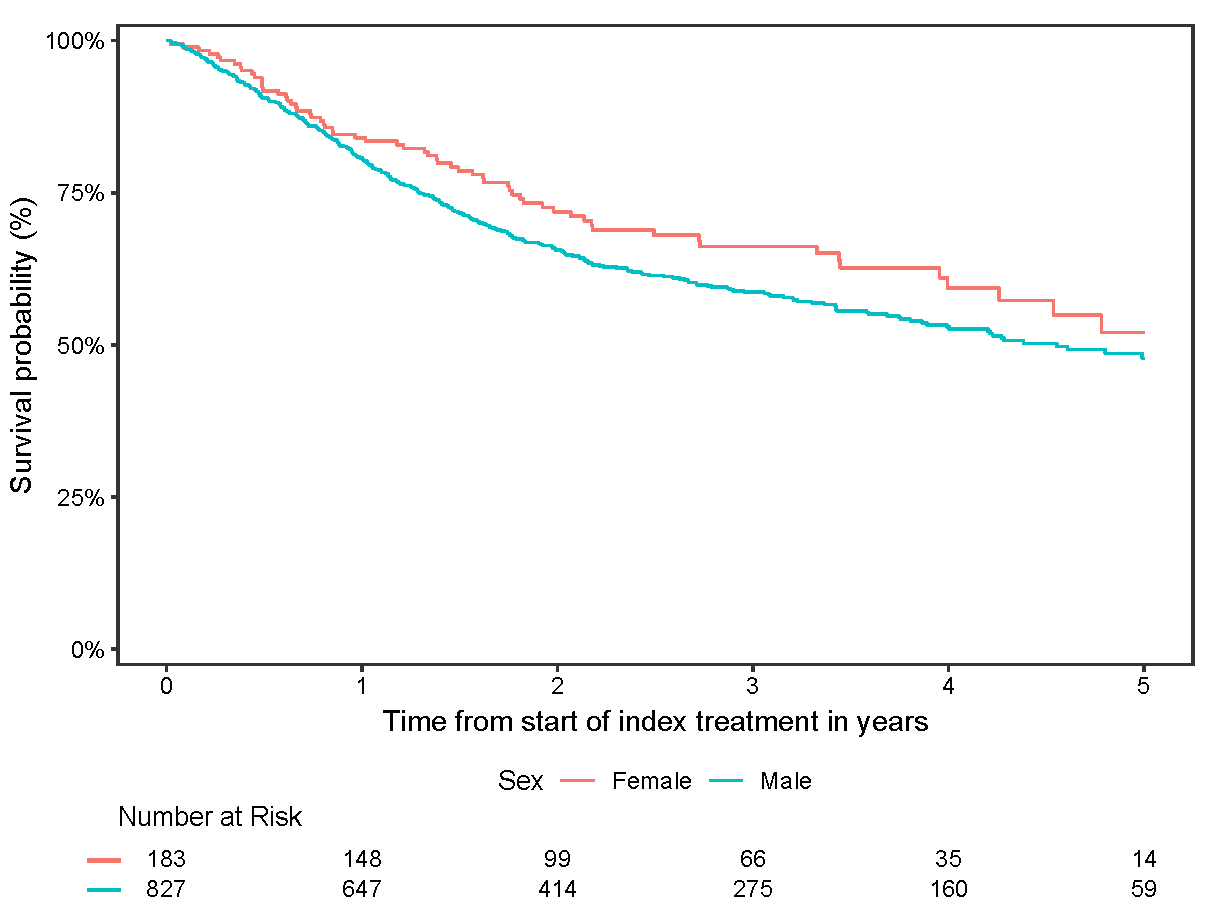 100%
75%
50%
25%
0%
Survival probability (%)
0 1 2 3 4 5
Time from start of index treatment in years
Sex Female Male
Number at Risk
183 148 99 66 35 14
827 647 414 275 160 59